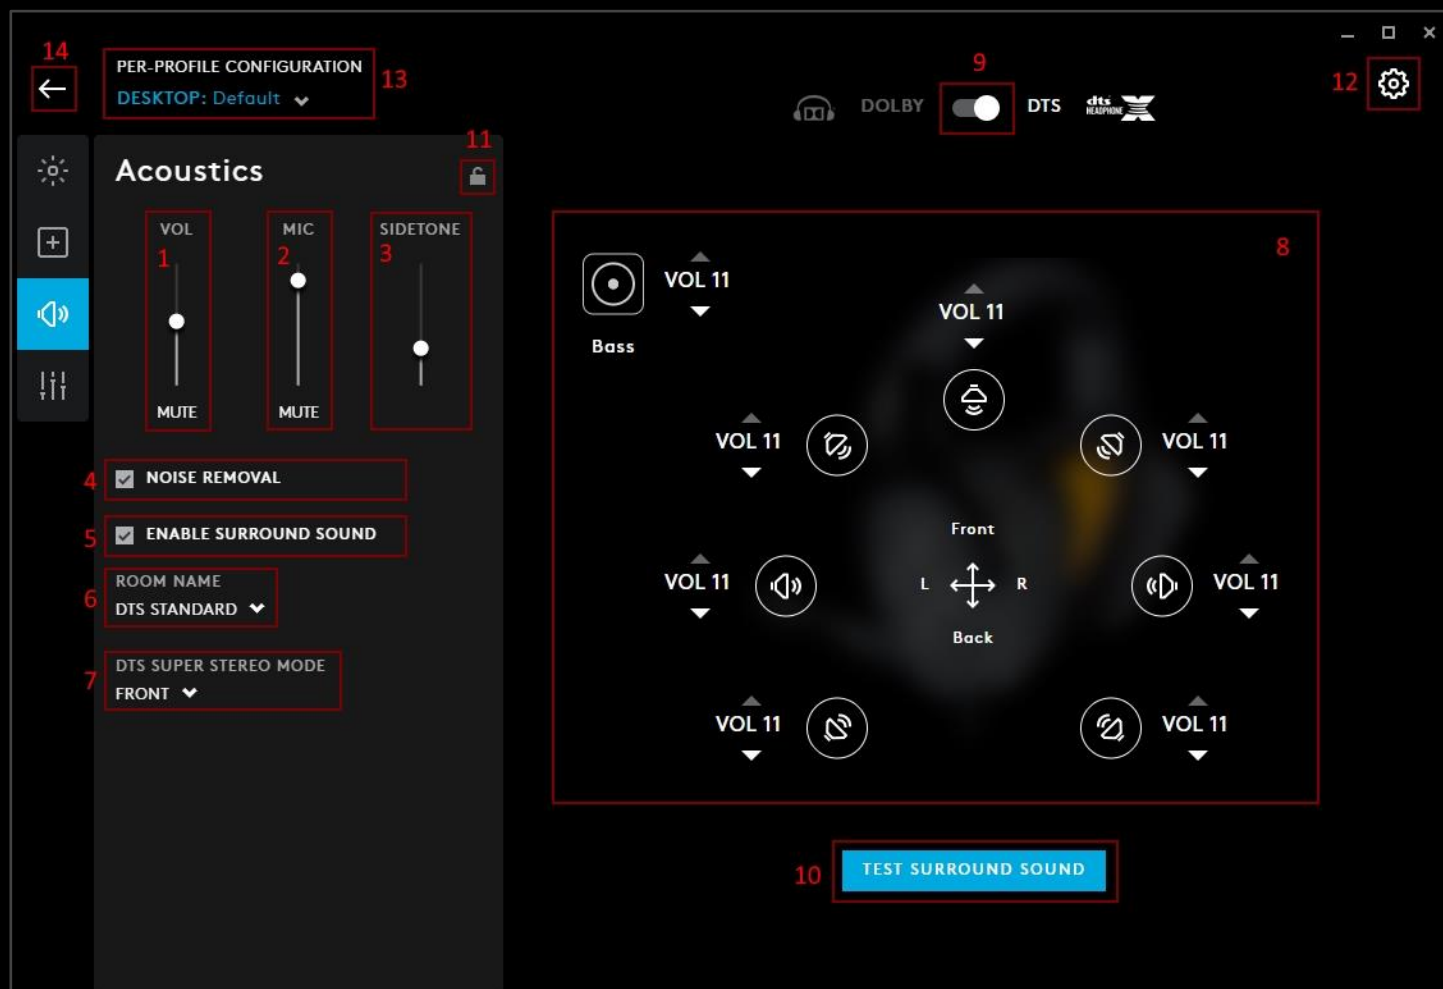 14
PER-PROFILE CONFIGURATION
DESKTOP: Default
13
9
DOLBY
DTS
dts HEADPHONE X
12
Acoustics
11
VOL
1
MUTE
MIC
2
MUTE
SIDETONE
3
4
NOISE REMOVAL
5
ENABLE SURROUND SOUND
6
ROOM NAME
DTS STANDARD
7
DTS SUPER STEREO MODE
FRONT
8
VOL 11
Bass
VOL 11
VOL 11
VOL 11
Front
VOL 11
L
R
VOL 11
Back
VOL 11
VOL 11
10
TEST SURROUND SOUND